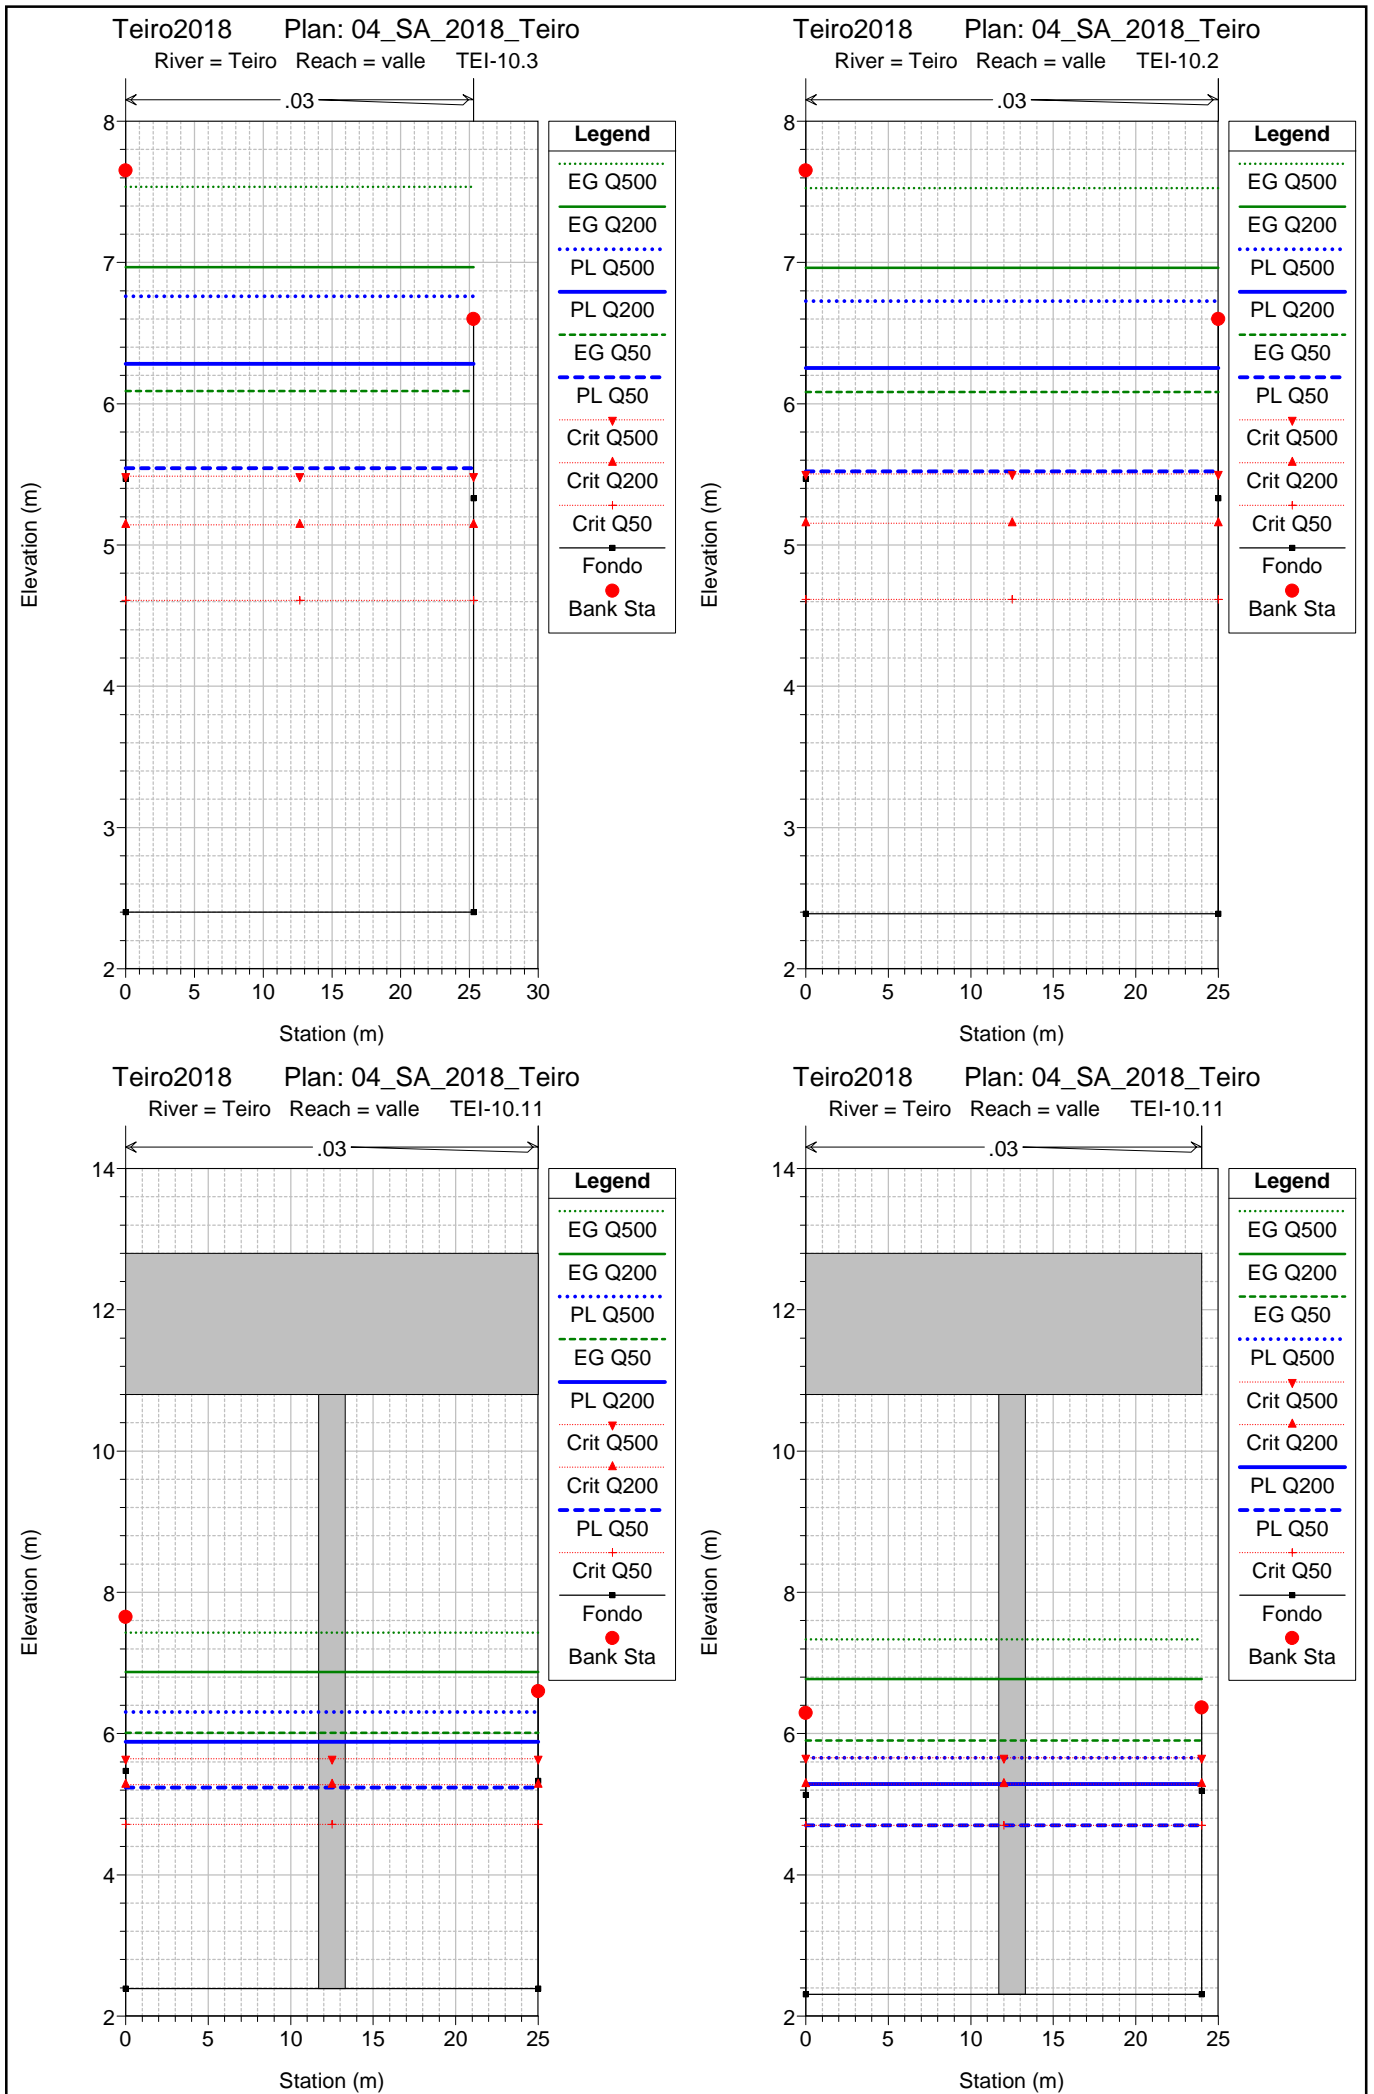 Teiro2018 Plan: 04_SA_2018_Teiro
River = Teiro Reach = valle TEI-10.3
.03
Legend
EG Q500
EG Q200
PL Q500
PL Q200
EG Q50
PL Q50
Crit Q500
Crit Q200
Crit Q50
Fondo
Bank Sta
8
7
6
5
4
3
2
Elevation (m)
0 5 10 15 20 25 30
Station (m)
Teiro2018 Plan: 04_SA_2018_Teiro
River = Teiro Reach = valle TEI-10.2
.03
Legend
EG Q500
EG Q200
PL Q500
PL Q200
EG Q50
PL Q50
Crit Q500
Crit Q200
Crit Q50
Fondo
Bank Sta
8
7
6
5
4
3
2
Elevation (m)
0 5 10 15 20 25
Station (m)
Teiro2018 Plan: 04_SA_2018_Teiro
River = Teiro Reach = valle TEI-10.11
.03
Legend
EG Q500
EG Q200
PL Q500
EG Q50
PL Q200
Crit Q500
Crit Q200
PL Q50
Crit Q50
Fondo
Bank Sta
14
12
10
8
6
4
2
Elevation (m)
0 5 10 15 20 25
Station (m)
Teiro2018 Plan: 04_SA_2018_Teiro
River = Teiro Reach = valle TEI-10.11
.03
Legend
EG Q500
EG Q200
EG Q50
PL Q500
Crit Q500
Crit Q200
PL Q200
PL Q50
Crit Q50
Fondo
Bank Sta
14
12
10
8
6
4
2
Elevation (m)
0 5 10 15 20 25
Station (m)